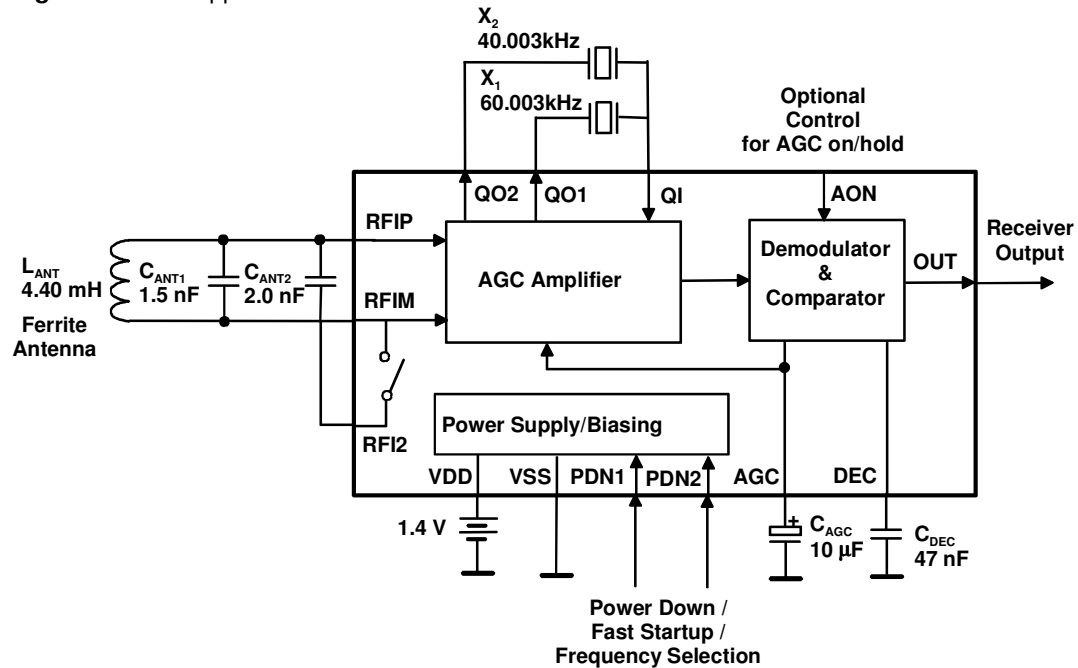 X2
40.003kHz
X1
60.003kHz
Optional
Control
for AGC on/hold
QO2
QO1
QI
AON
RFIP
LANT
4.40 mH
Ferrite
Antenna
CANT1
1.5 nF
CANT2
2.0 nF
RFIM
AGC Amplifier
Demodulator
&
Comparator
OUT
Receiver
Output
RFI2
Power Supply/Biasing
VDD
VSS
PDN1
PDN2
AGC
DEC
1.4 V
+
CAGC
10 µF
CDEC
47 nF
Power Down /
Fast Startup /
Frequency Selection